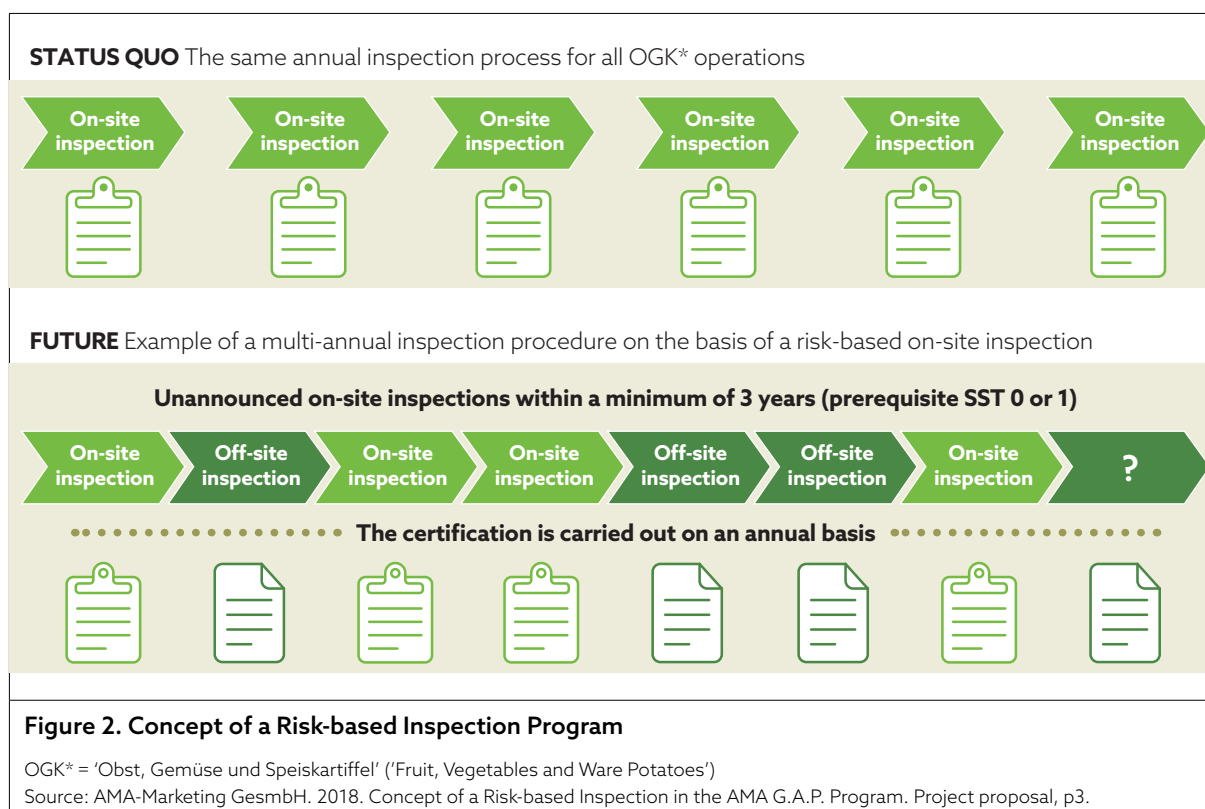 STATUS QUO The same annual inspection process for all OGK* operations
On-site
inspection
On-site
inspection
On-site
inspection
On-site
inspection
On-site
inspection
On-site
inspection
FUTURE Example of a multi-annual inspection procedure on the basis of a risk-based on-site inspection
Unannounced on-site inspections within a minimum of 3 years (prerequisite SST 0 or 1)
On-site
inspection
Off-site
inspection
On-site
inspection
On-site
inspection
Off-site
inspection
Off-site
inspection
On-site
inspection
?
The certification is carried out on an annual basis
Figure 2. Concept of a Risk-based Inspection Program
OGK* = ‘Obst, Gemüse und Speiskartiffel’ (‘Fruit, Vegetables and Ware Potatoes’)
Source: AMA-Marketing GesmbH. 2018. Concept of a Risk-based Inspection in the AMA G.A.P. Program. Project proposal, p3.